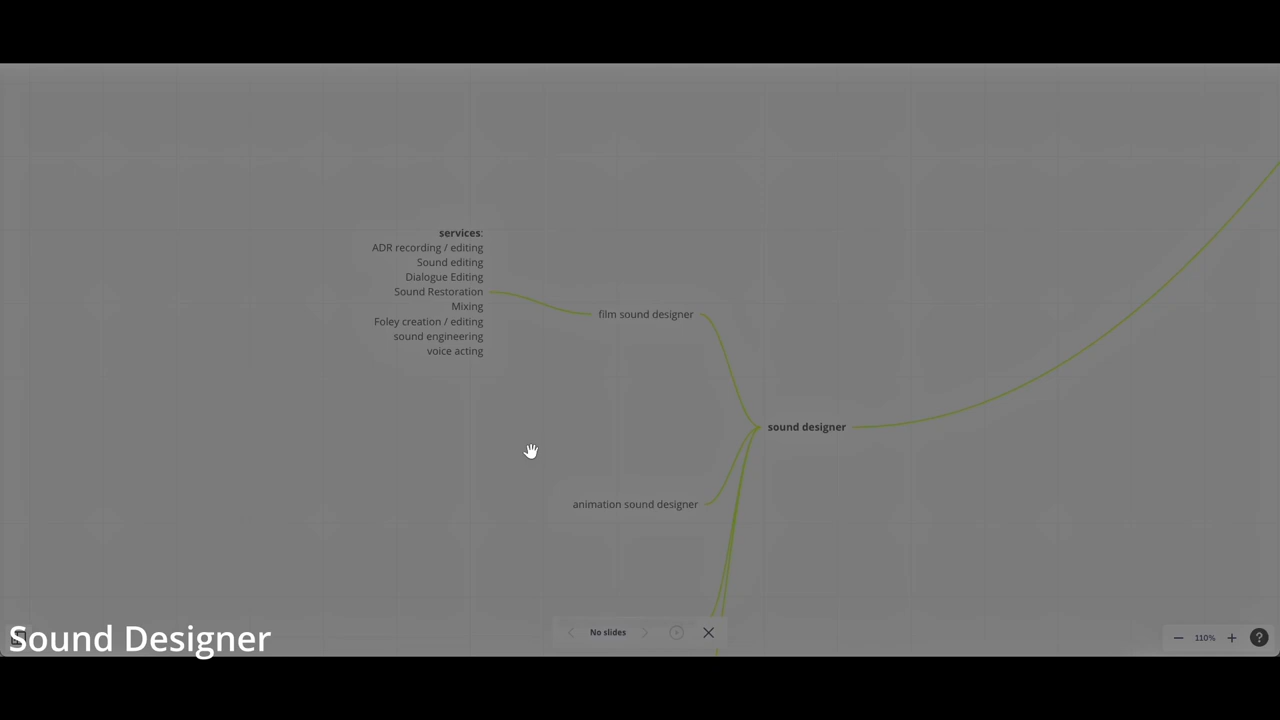 services:
ADR recording / editing
Sound editing
Dialogue Editing
Sound Restoration
Mixing
Foley creation / editing
sound engineering
voice acting
film sound designer
sound designer
animation sound designer
No slides
110%
?
Sound Designer